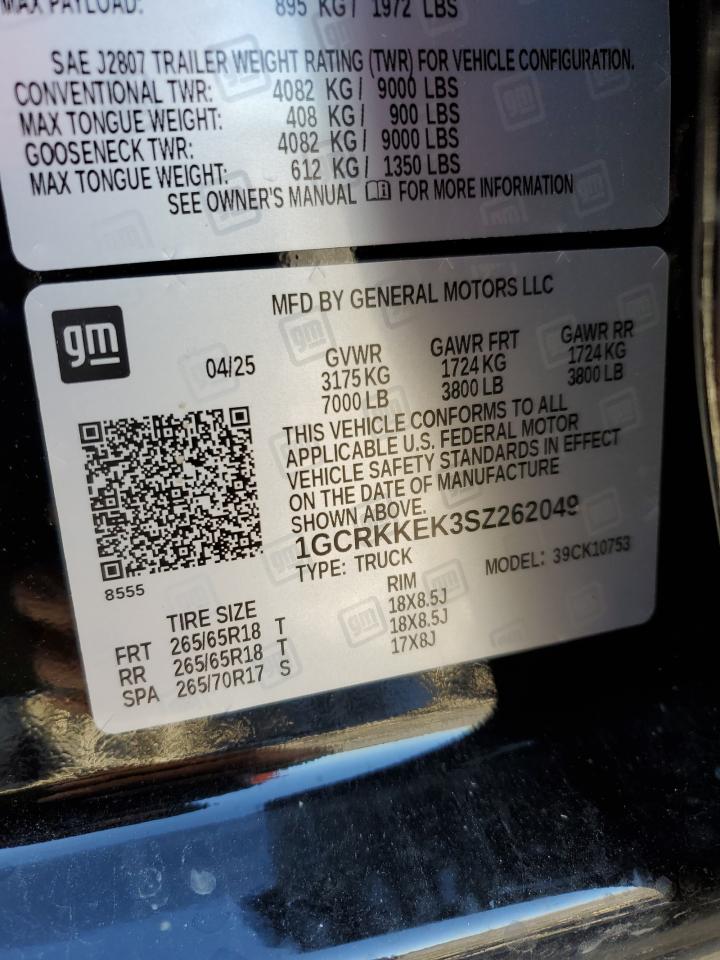 MAX PAYLOAD: 895 KG / 1972 LBS
SAE J2807 TRAILER WEIGHT RATING (TWR) FOR VEHICLE CONFIGURATION.
CONVENTIONAL TWR: 4082 KG / 9000 LBS
MAX TONGUE WEIGHT: 408 KG / 900 LBS
GOOSENECK TWR: 4082 KG / 9000 LBS
MAX TONGUE WEIGHT: 612 KG / 1350 LBS
SEE OWNER'S MANUAL FOR MORE INFORMATION
gm
MFD BY GENERAL MOTORS LLC
04/25
GVWR GAWR FRT GAWR RR
3175 KG 1724 KG 1724 KG
7000 LB 3800 LB 3800 LB
THIS VEHICLE CONFORMS TO ALL
APPLICABLE U.S. FEDERAL MOTOR
VEHICLE SAFETY STANDARDS IN EFFECT
ON THE DATE OF MANUFACTURE
SHOWN ABOVE.
1GCRKKEK3SZ262049
TYPE: TRUCK MODEL: 39CK10753
8555
TIRE SIZE RIM
FRT 265/65R18 T 18X8.5J
RR 265/65R18 T 18X8.5J
SPA 265/70R17 S 17X8J